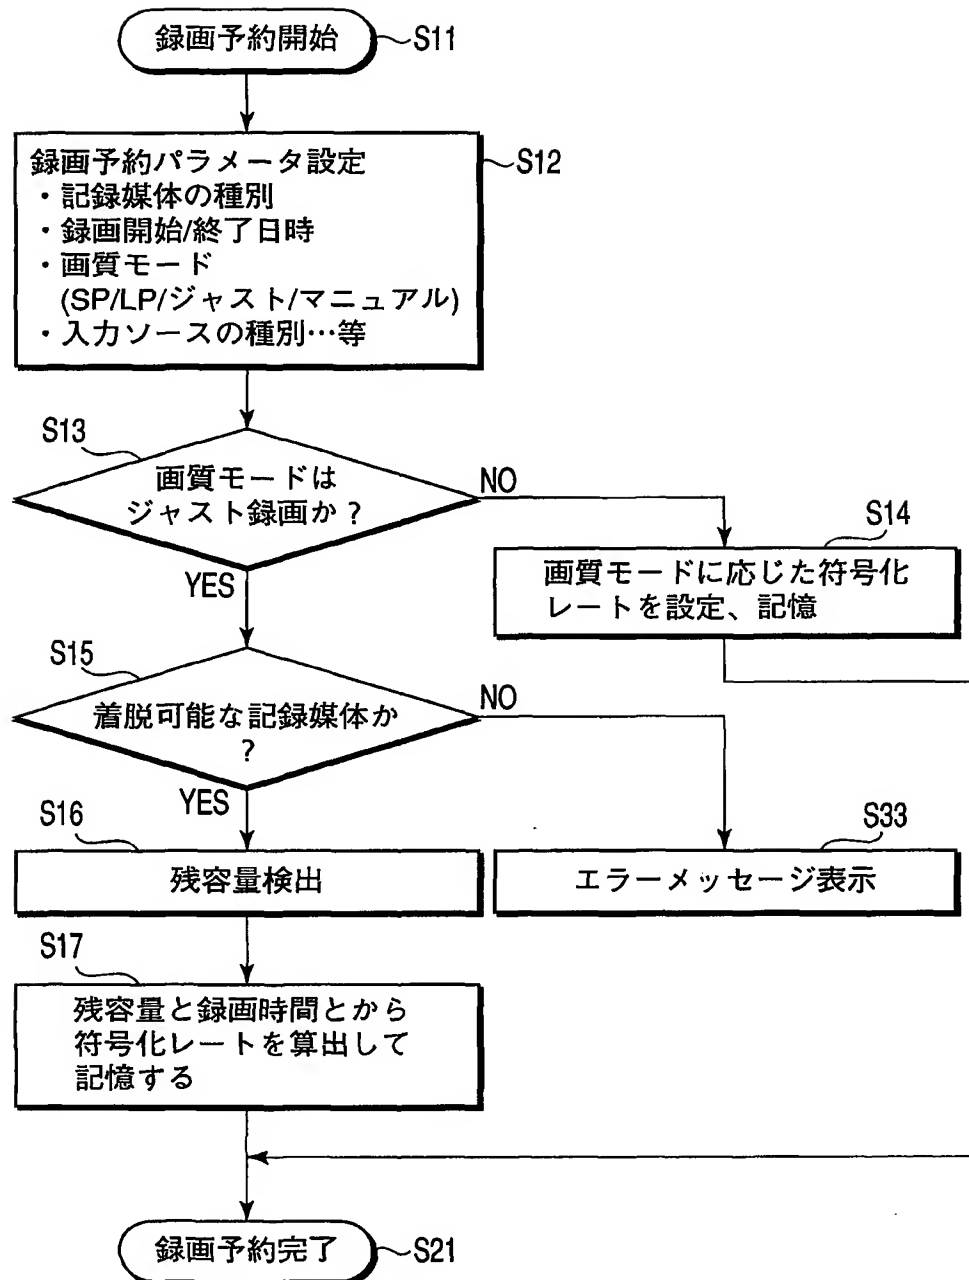 録画予約開始
S11
録画予約パラメータ設定
S12
・記録媒体の種別
・録画開始/終了日時
・画質モード
(SP/LP/ジャスト/マニュアル)
・入力ソースの種別…等
S13
画質モードは
ジャスト録画か？
NO
YES
S14
画質モードに応じた符号化
レートを設定、記憶
S15
着脱可能な記録媒体か
？
NO
YES
S16
残容量検出
S33
エラーメッセージ表示
S17
残容量と録画時間とから
符号化レートを算出して
記憶する
録画予約完了
S21